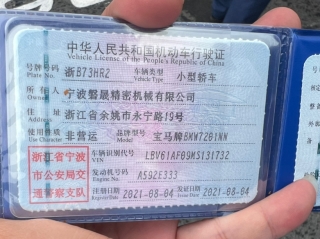 中华人民共和国机动车行驶证
Vehicle License of the People's Republic of China
号牌号码 浙B73HR2 车辆类型 小型轿车
Plate No. Vehicle Type
所有人 宁波磐晟精密机械有限公司
Owner
住址 浙江省余姚市永宁路19号
Address
使用性质 非营运 品牌型号 宝马牌BMW7201NN
Use Character Model
浙江省宁波 车辆识别代号 LBV61AF09MS131732
VIN
市公安局交 发动机号码 A592E333
Engine No.
通警察支队 注册日期 2021-08-04 发证日期 2021-08-04
Register Date Issue Date